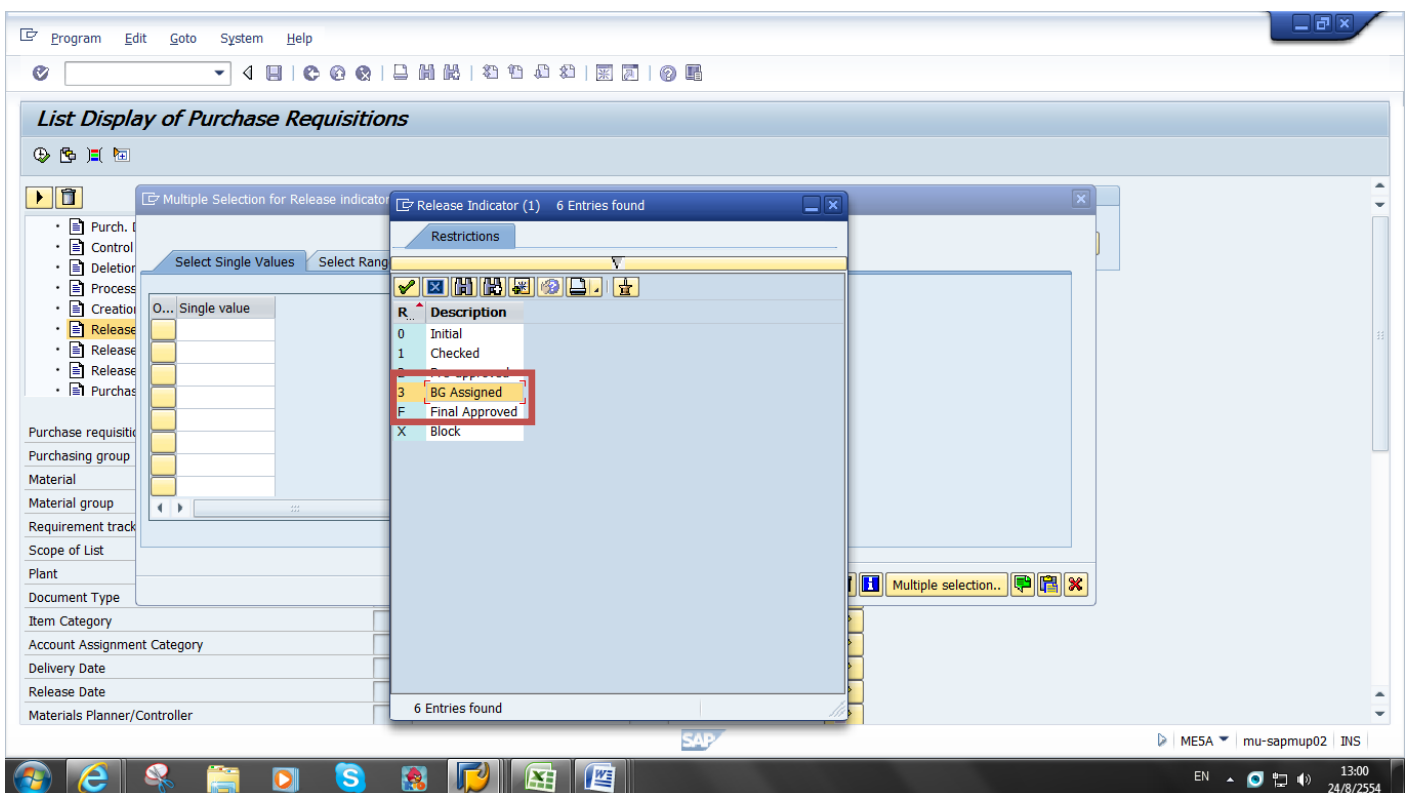 Program Edit Goto System Help
List Display of Purchase Requisitions
Multiple Selection for Release indicator
Release Indicator (1) 6 Entries found
Restrictions
Purch.
Control
Deletion
Process
Creation
Release
Release
Release
Purchas
Select Single Values Select Rang
O... Single value
R... Description
0 Initial
1 Checked
2 Pre-approved
3 BG Assigned
F Final Approved
X Block
Purchase requisitio
Purchasing group
Material
Material group
Requirement track
Scope of List
Plant
Document Type
Item Category
Account Assignment Category
Delivery Date
Release Date
Materials Planner/Controller
Multiple selection..
6 Entries found
SAP
ME5A mu-sapmup02 INS
EN 13:00
24/8/2554